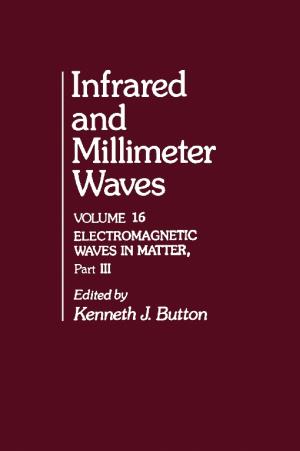 Infrared
and
Millimeter
Waves
VOLUME 16
ELECTROMAGNETIC
WAVES IN MATTER,
Part III
Edited by
Kenneth J. Button